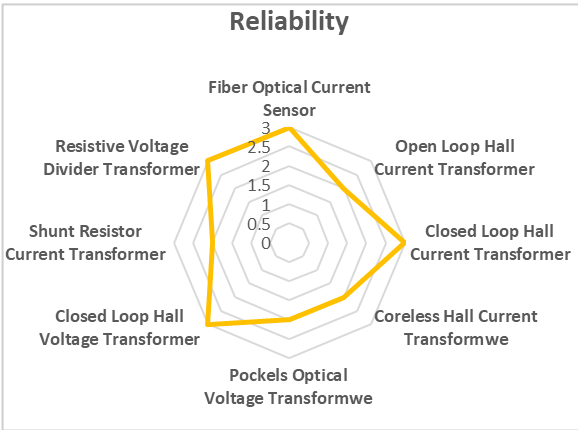 Reliability
Fiber Optical Current
Sensor
Open Loop Hall
Current Transformer
Closed Loop Hall
Current Transformer
Coreless Hall Current
Transformwe
Pockels Optical
Voltage Transformwe
Closed Loop Hall
Voltage Transformer
Shunt Resistor
Current Transformer
Resistive Voltage
Divider Transformer
3
2.5
2
1.5
1
0.5
0